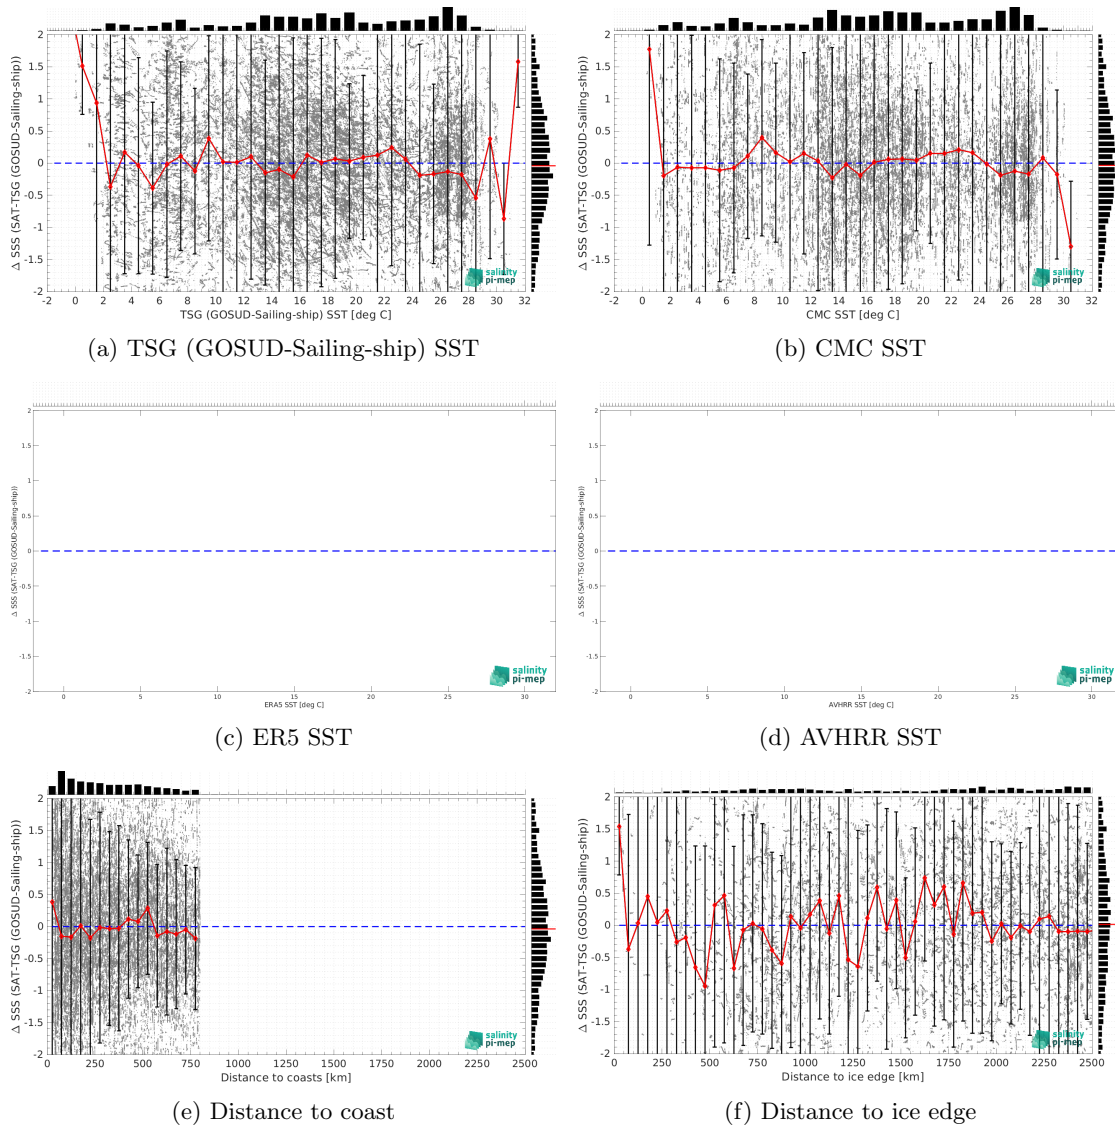 2
1.5
1
0.5
0
-0.5
-1
-1.5
-2
Δ SSS (SAT-TSG (GOSUD-Sailing-ship))
salinity
pi-mep
-2 0 2 4 6 8 10 12 14 16 18 20 22 24 26 28 30 32
TSG (GOSUD-Sailing-ship) SST [deg C]
(a) TSG (GOSUD-Sailing-ship) SST
2
1.5
1
0.5
0
-0.5
-1
-1.5
-2
Δ SSS (SAT-TSG (GOSUD-Sailing-ship))
salinity
pi-mep
-2 0 2 4 6 8 10 12 14 16 18 20 22 24 26 28 30 32
CMC SST [deg C]
(b) CMC SST
2
1.5
1
0.5
0
-0.5
-1
-1.5
-2
Δ SSS (SAT-TSG (GOSUD-Sailing-ship))
salinity
pi-mep
0 5 10 15 20 25 30
ERA5 SST [deg C]
(c) ER5 SST
2
1.5
1
0.5
0
-0.5
-1
-1.5
-2
Δ SSS (SAT-TSG (GOSUD-Sailing-ship))
salinity
pi-mep
0 5 10 15 20 25 30
AVHRR SST [deg C]
(d) AVHRR SST
2
1.5
1
0.5
0
-0.5
-1
-1.5
-2
Δ SSS (SAT-TSG (GOSUD-Sailing-ship))
salinity
pi-mep
0 250 500 750 1000 1250 1500 1750 2000 2250 2500
Distance to coasts [km]
(e) Distance to coast
2
1.5
1
0.5
0
-0.5
-1
-1.5
-2
Δ SSS (SAT-TSG (GOSUD-Sailing-ship))
salinity
pi-mep
0 250 500 750 1000 1250 1500 1750 2000 2250 2500
Distance to ice edge [km]
(f) Distance to ice edge